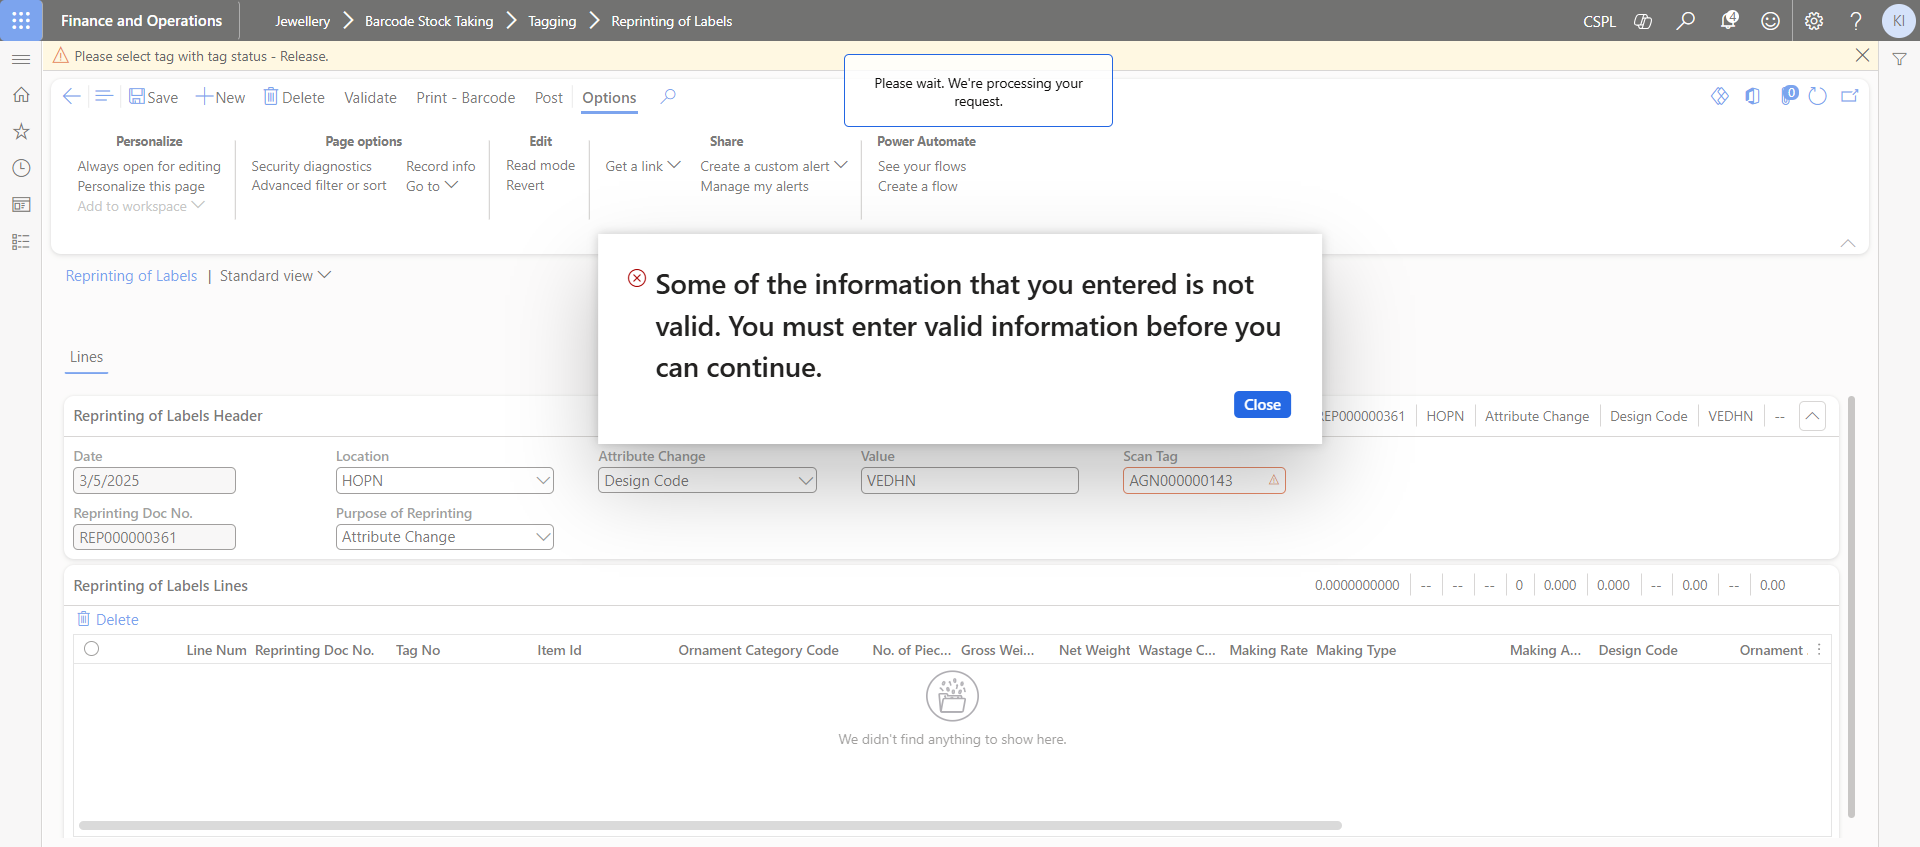 Finance and Operations
Jewellery
Barcode Stock Taking
Tagging
Reprinting of Labels
CSPL
4
KI
Please select tag with tag status - Release.
Please wait. We're processing your
request.
Save
New
Delete
Validate
Print - Barcode
Post
Options
0
Personalize
Always open for editing
Personalize this page
Add to workspace
Page options
Security diagnostics
Advanced filter or sort
Record info
Go to
Edit
Read mode
Revert
Share
Get a link
Create a custom alert
Manage my alerts
Power Automate
See your flows
Create a flow
Reprinting of Labels | Standard view
Some of the information that you entered is not
valid. You must enter valid information before you
can continue.
Close
Lines
Reprinting of Labels Header
EP000000361
HOPN
Attribute Change
Design Code
VEDHN
--
Date
3/5/2025
Location
HOPN
Attribute Change
Design Code
Value
VEDHN
Scan Tag
AGN000000143
Reprinting Doc No.
REP000000361
Purpose of Reprinting
Attribute Change
Reprinting of Labels Lines
0.0000000000 -- -- -- 0 0.000 0.000 -- 0.00 -- 0.00
Delete
Line Num Reprinting Doc No. Tag No Item Id Ornament Category Code No. of Piec... Gross Wei... Net Weight Wastage C... Making Rate Making Type Making A... Design Code Ornament
We didn't find anything to show here.